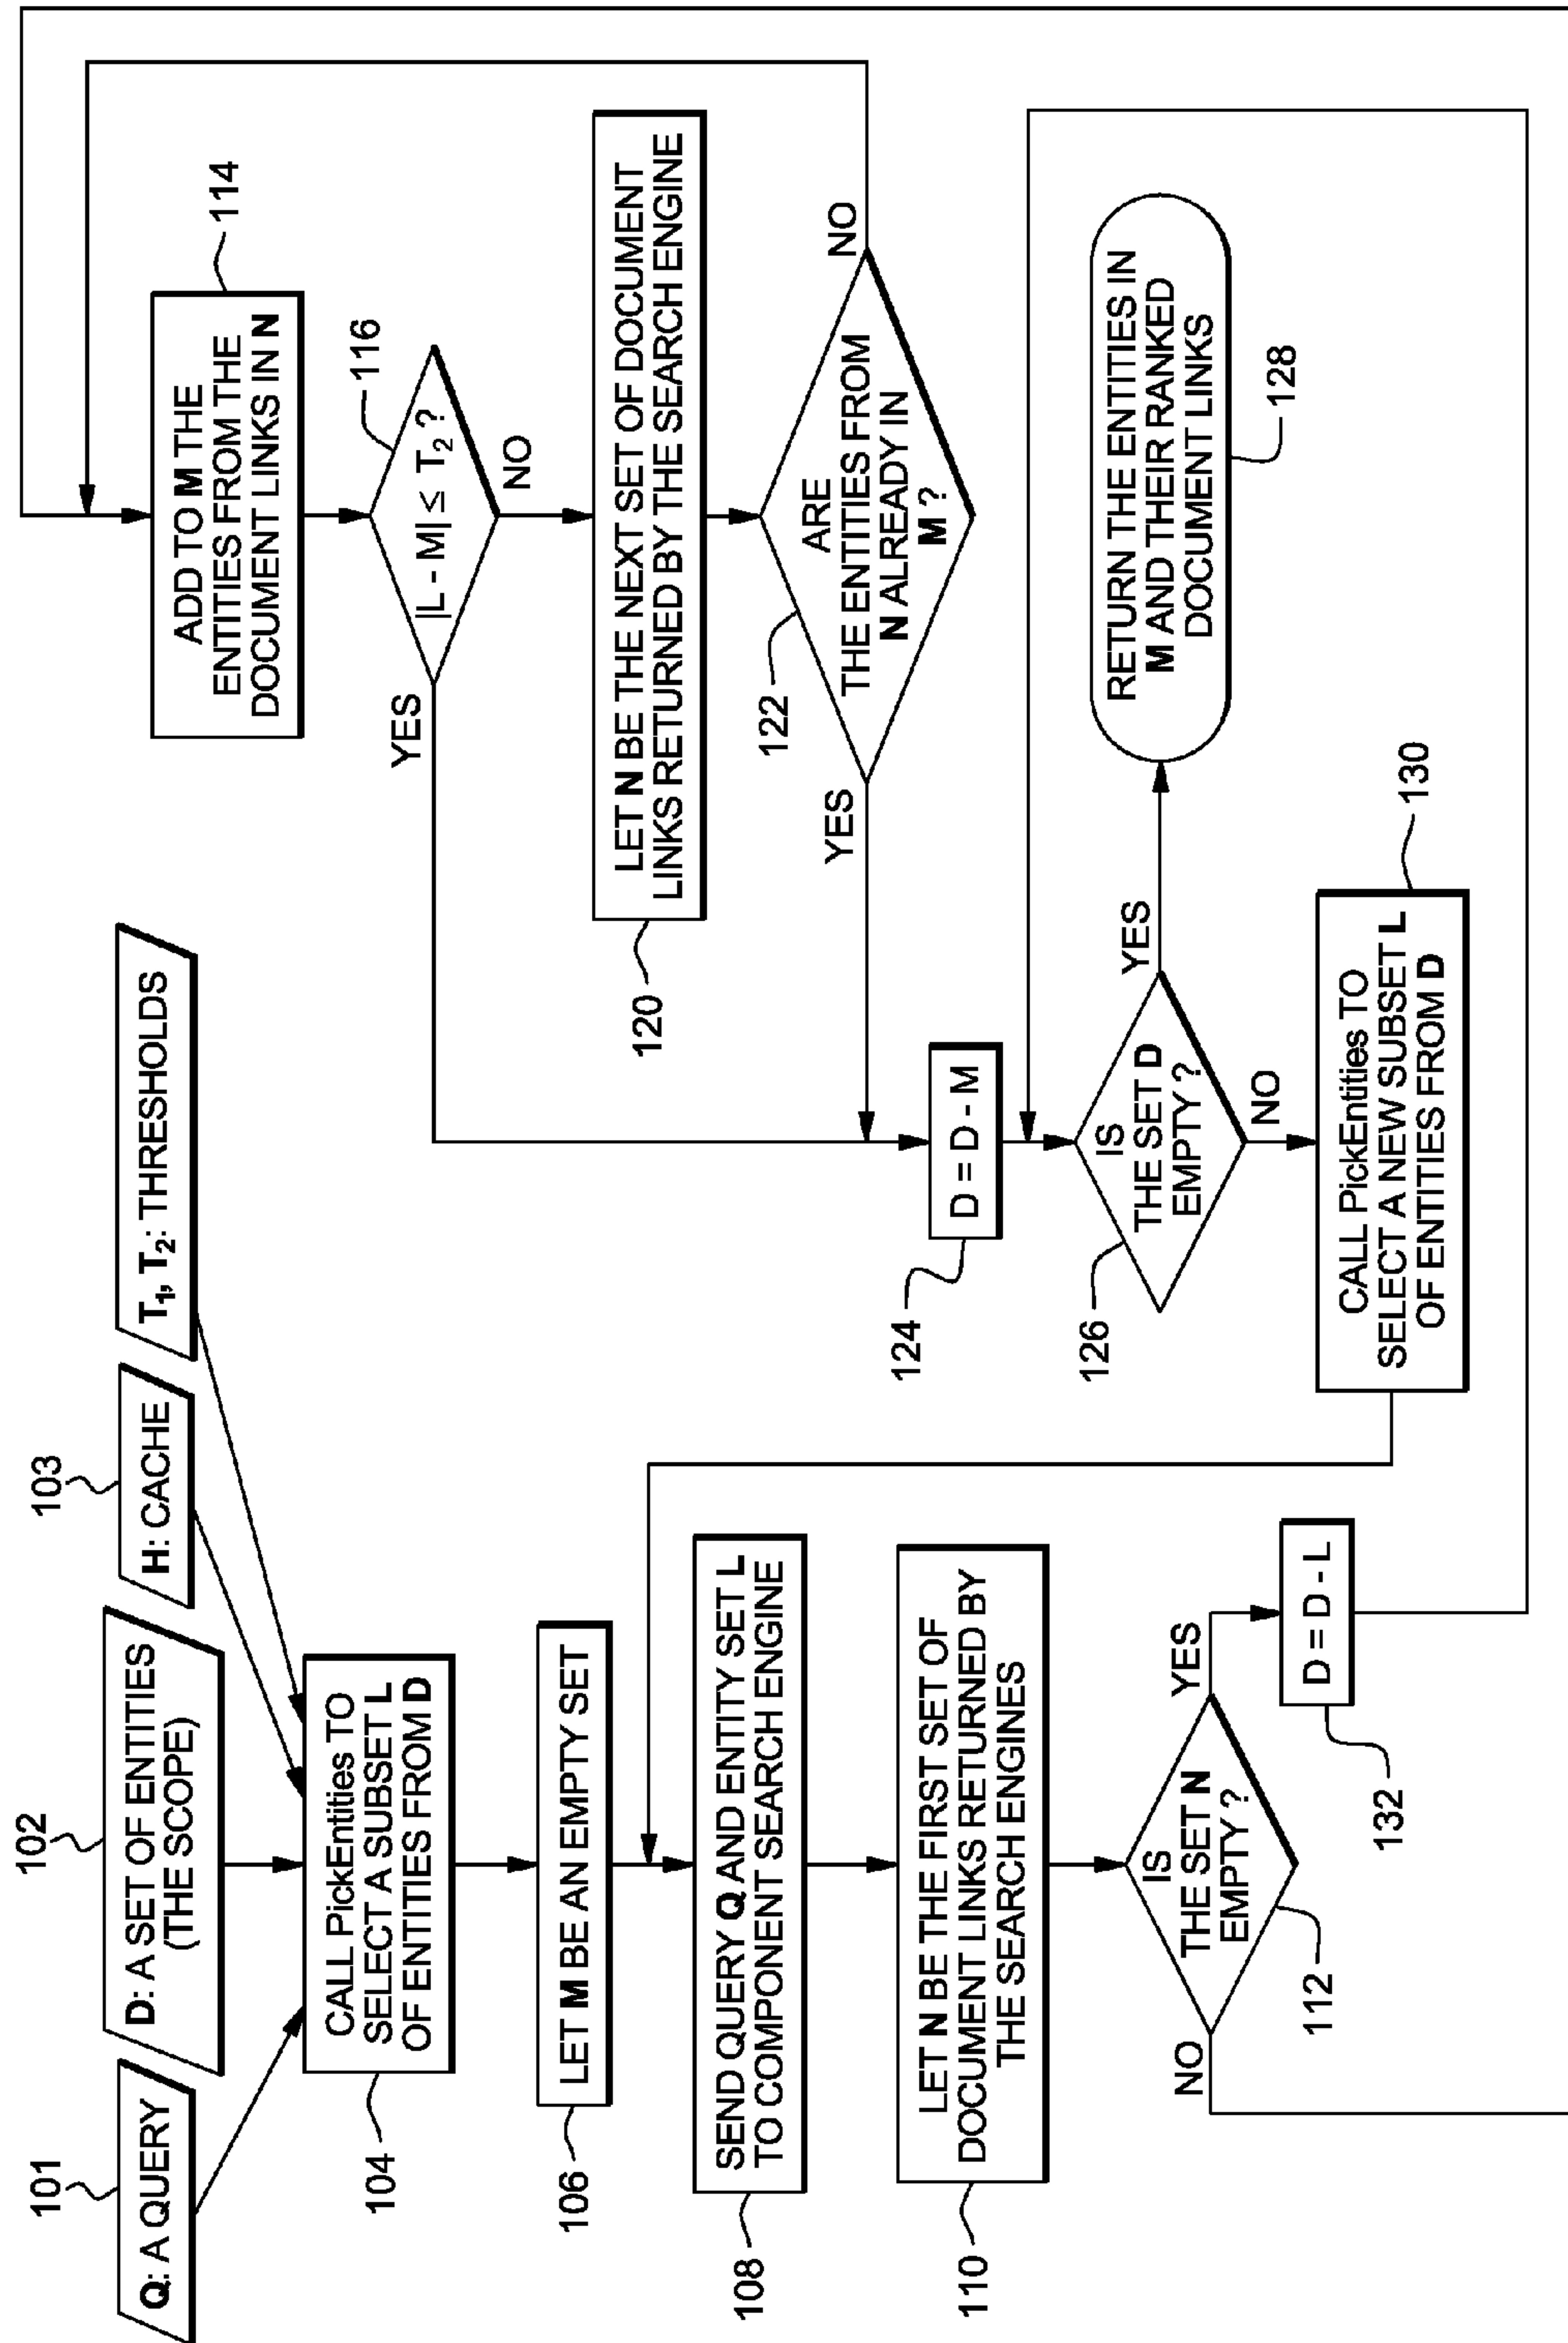 101
Q: A QUERY
102
D: A SET OF ENTITIES
(THE SCOPE)
103
H: CACHE
T1, T2: THRESHOLDS
CALL PickEntities TO
SELECT A SUBSET L
OF ENTITIES FROM D
104
LET M BE AN EMPTY SET
106
SEND QUERY Q AND ENTITY SET L
TO COMPONENT SEARCH ENGINE
108
LET N BE THE FIRST SET OF
DOCUMENT LINKS RETURNED BY
THE SEARCH ENGINES
110
IS
THE SET N
EMPTY ?
112
NO
YES
D = D - L
132
ADD TO M THE
ENTITIES FROM THE
DOCUMENT LINKS IN N
114
|L - M| ≤ T2 ?
116
YES
NO
LET N BE THE NEXT SET OF DOCUMENT
LINKS RETURNED BY THE SEARCH ENGINE
120
ARE
THE ENTITIES FROM
N ALREADY IN
M ?
122
YES
NO
D = D - M
124
IS
THE SET D
EMPTY ?
126
YES
NO
RETURN THE ENTITIES IN
M AND THEIR RANKED
DOCUMENT LINKS
128
CALL PickEntities TO
SELECT A NEW SUBSET L
OF ENTITIES FROM D
130